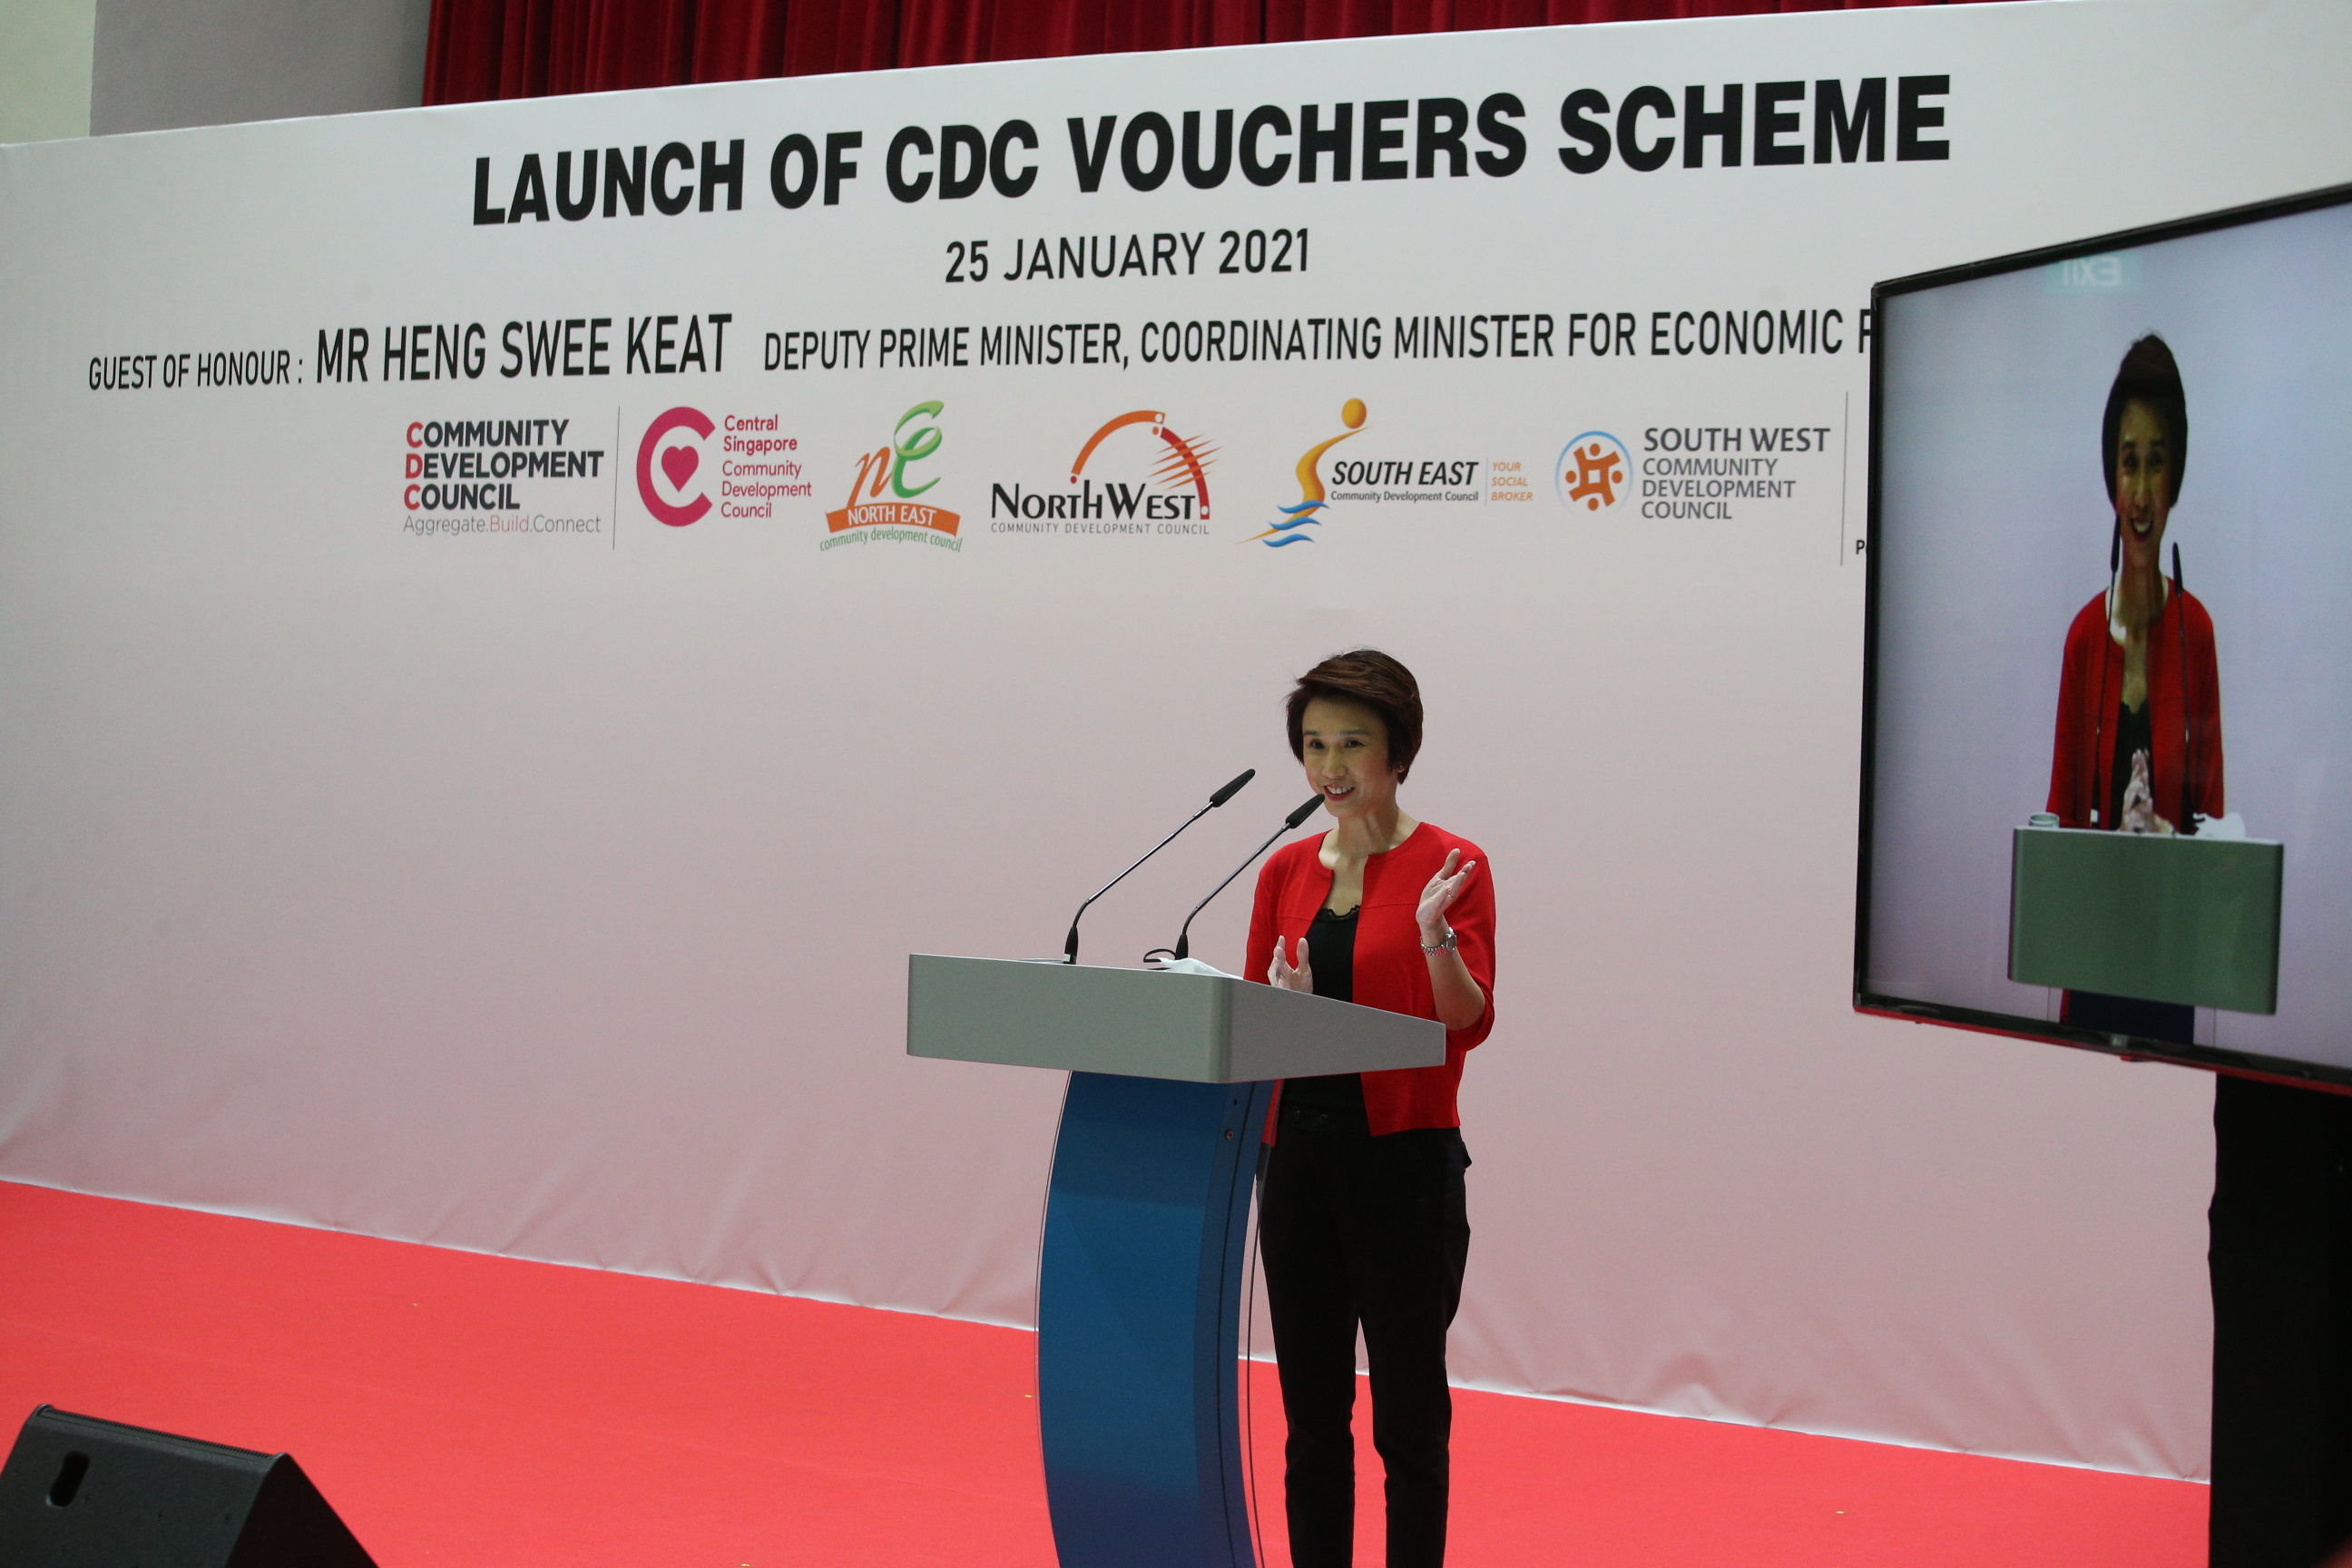 LAUNCH OF CDC VOUCHERS SCHEME
25 JANUARY 2021
GUEST OF HONOUR : MR HENG SWEE KEAT DEPUTY PRIME MINISTER, COORDINATING MINISTER FOR ECONOMIC
COMMUNITY
DEVELOPMENT
COUNCIL
Aggregate.Build.Connect
Central
Singapore
Community
Development
Council
ne
NORTH EAST
community development council
NORTHWEST
COMMUNITY DEVELOPMENT COUNCIL
SOUTH EAST
Community Development Council
YOUR
SOCIAL
BROKER
SOUTH WEST
COMMUNITY
DEVELOPMENT
COUNCIL
EXIT